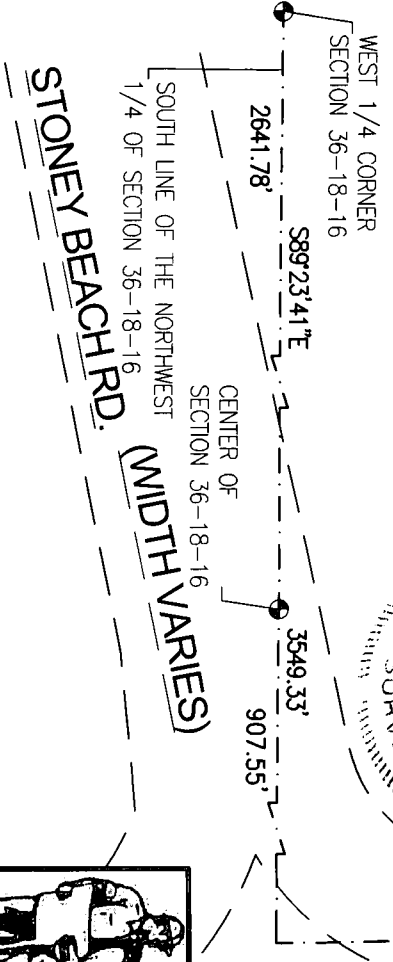 WEST 1/4 CORNER
SECTION 36-18-16
2641.78'
S89°23'41"E
SOUTH LINE OF THE NORTHWEST
1/4 OF SECTION 36-18-16
CENTER OF
SECTION 36-18-16
3549.33'
907.55'
STONEY BEACH RD. (WIDTH VARIES)